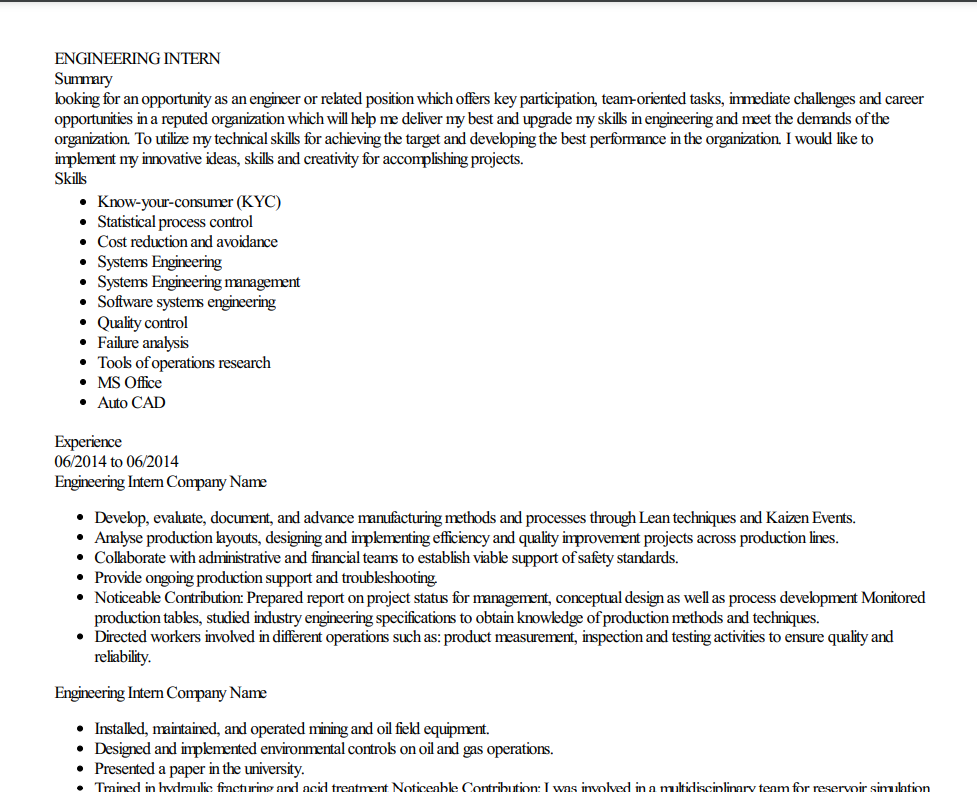 ENGINEERING INTERN
Summary
looking for an opportunity as an engineer or related position which offers key participation, team-oriented tasks, immediate challenges and career
opportunities in a reputed organization which will help me deliver my best and upgrade my skills in engineering and meet the demands of the
organization. To utilize my technical skills for achieving the target and developing the best performance in the organization. I would like to
implement my innovative ideas, skills and creativity for accomplishing projects.
Skills
• Know-your-consumer (KYC)
• Statistical process control
• Cost reduction and avoidance
• Systems Engineering
• Systems Engineering management
• Software systems engineering
• Quality control
• Failure analysis
• Tools of operations research
• MS Office
• Auto CAD
Experience
06/2014 to 06/2014
Engineering Intern Company Name
• Develop, evaluate, document, and advance manufacturing methods and processes through Lean techniques and Kaizen Events.
• Analyse production layouts, designing and implementing efficiency and quality improvement projects across production lines.
• Collaborate with administrative and financial teams to establish viable support of safety standards.
• Provide ongoing production support and troubleshooting.
• Noticeable Contribution: Prepared report on project status for management, conceptual design as well as process development Monitored
production tables, studied industry engineering specifications to obtain knowledge of production methods and techniques.
• Directed workers involved in different operations such as: product measurement, inspection and testing activities to ensure quality and
reliability.
Engineering Intern Company Name
• Installed, maintained, and operated mining and oil field equipment.
• Designed and implemented environmental controls on oil and gas operations.
• Presented a paper in the university.
• Trained in hydraulic fracturing and acid treatment Noticeable Contribution: I was involved in a multidisciplinary team for reservoir simulation